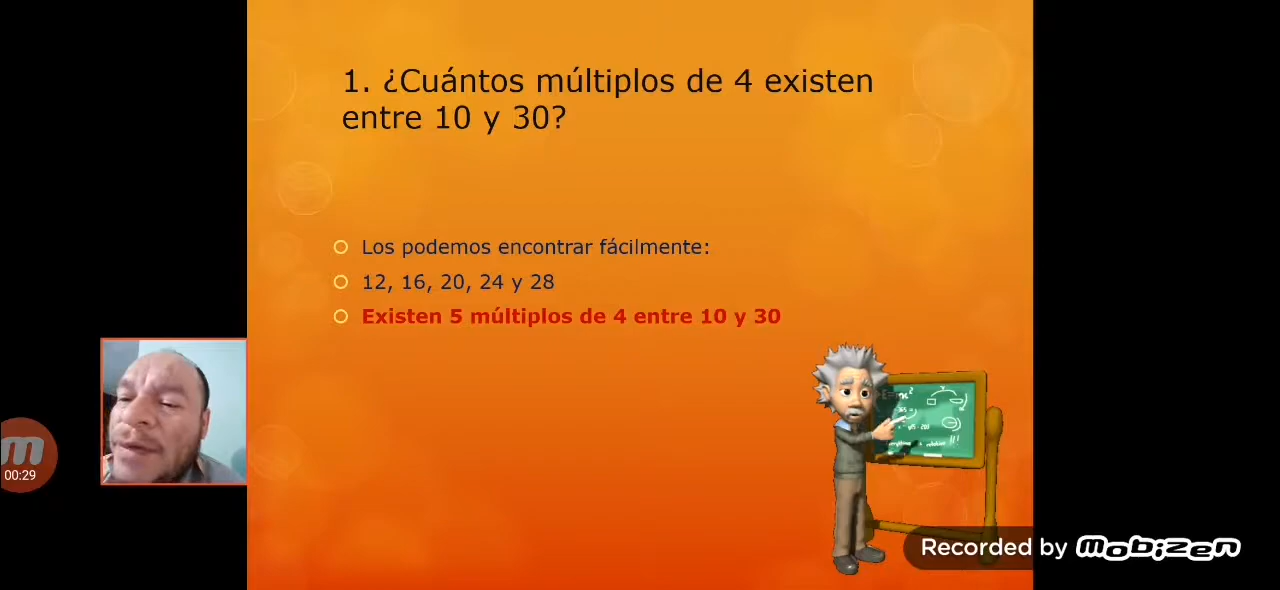 1. ¿Cuántos múltiplos de 4 existen
entre 10 y 30?
Los podemos encontrar fácilmente:
12, 16, 20, 24 y 28
Existen 5 múltiplos de 4 entre 10 y 30
00:29
Recorded by mobizen